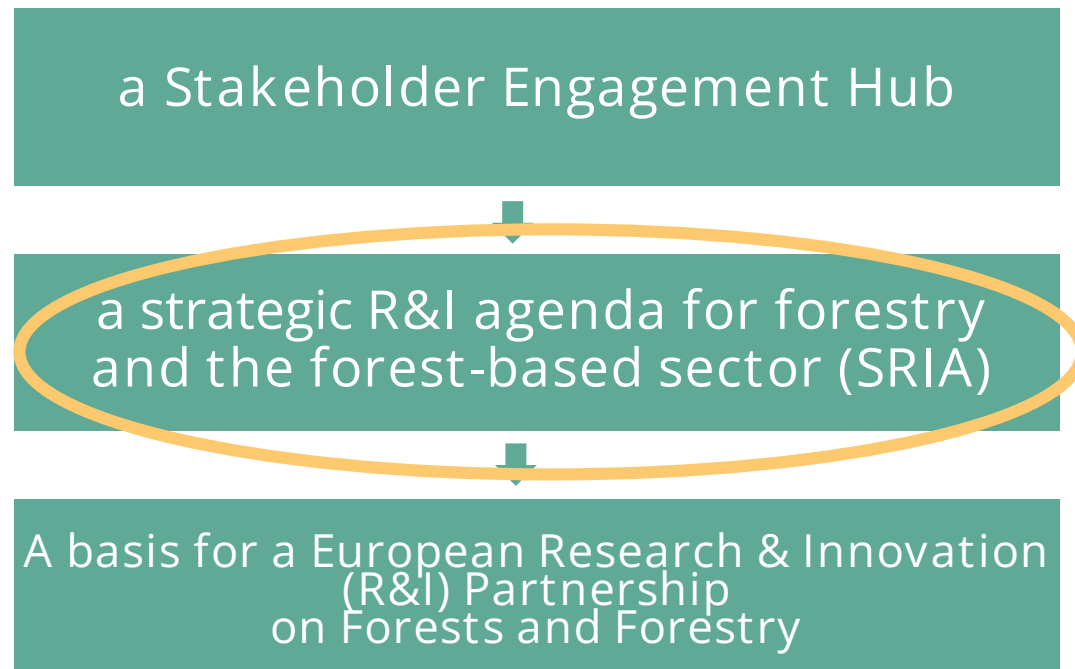 a Stakeholder Engagement Hub
a strategic R&I agenda for forestry
and the forest-based sector (SRIA)
A basis for a European Research & Innovation
(R&I) Partnership
on Forests and Forestry